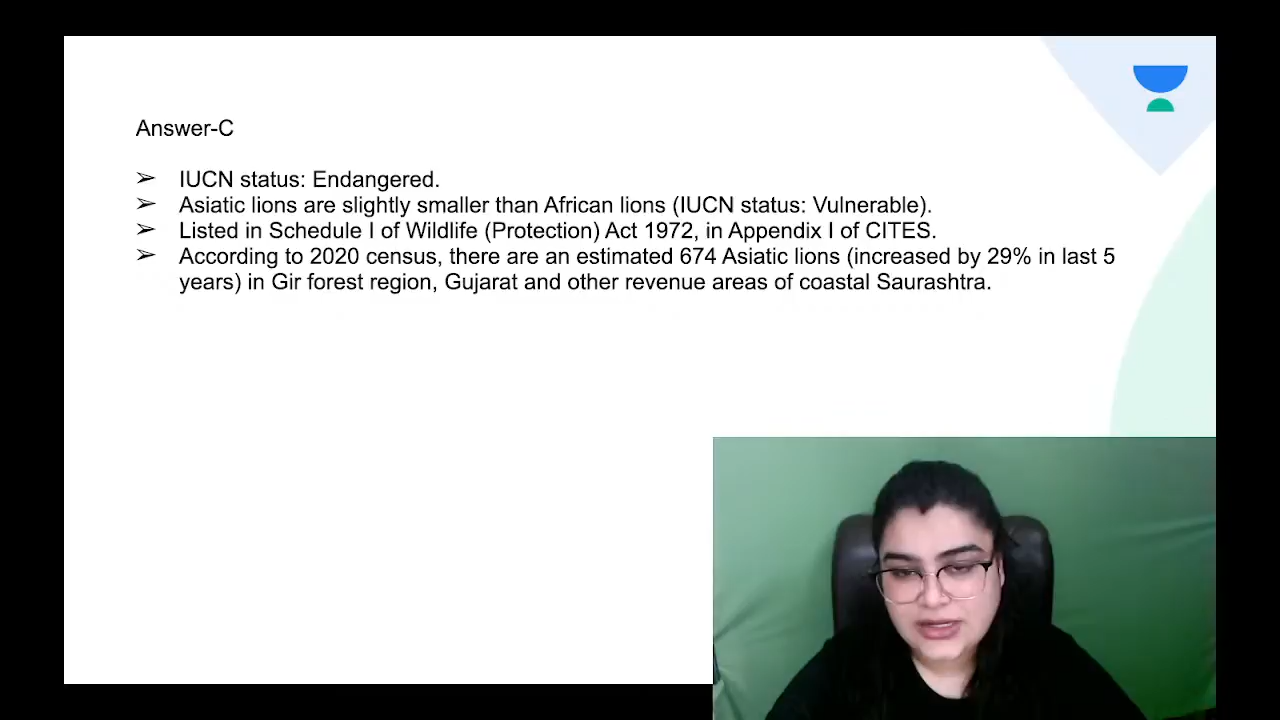 Answer-C
➢ IUCN status: Endangered.
➢ Asiatic lions are slightly smaller than African lions (IUCN status: Vulnerable).
➢ Listed in Schedule I of Wildlife (Protection) Act 1972, in Appendix I of CITES.
➢ According to 2020 census, there are an estimated 674 Asiatic lions (increased by 29% in last 5
years) in Gir forest region, Gujarat and other revenue areas of coastal Saurashtra.